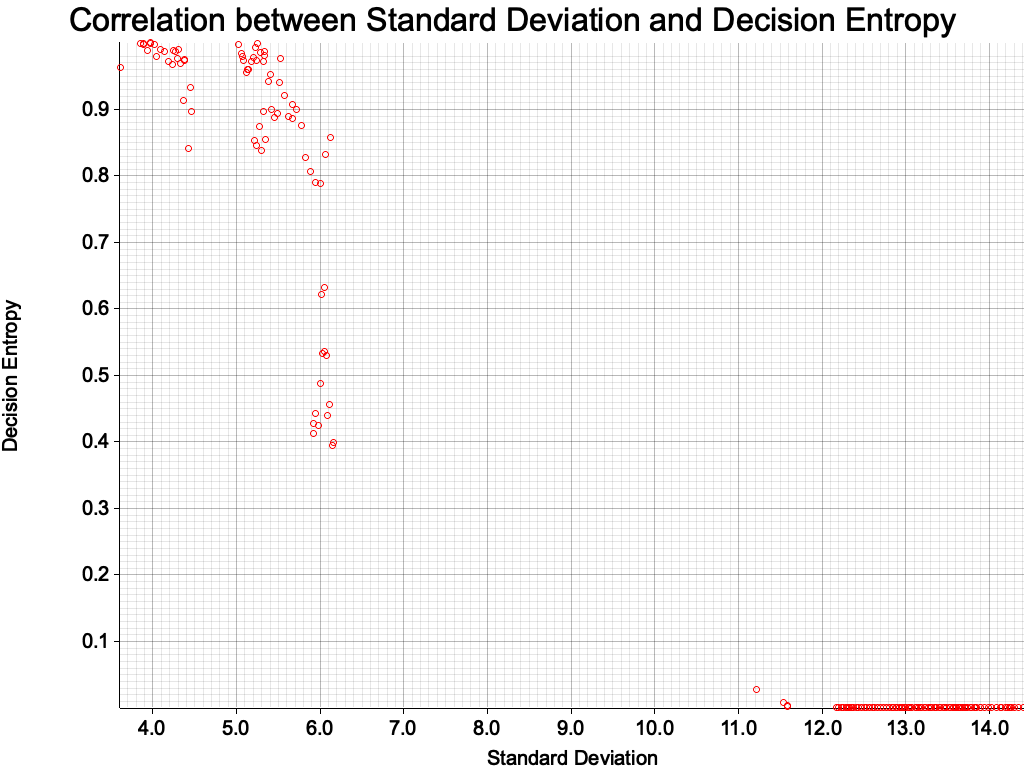 Correlation between Standard Deviation and Decision Entropy
Decision Entropy
0.9
0.8
0.7
0.6
0.5
0.4
0.3
0.2
0.1
4.0 5.0 6.0 7.0 8.0 9.0 10.0 11.0 12.0 13.0 14.0
Standard Deviation